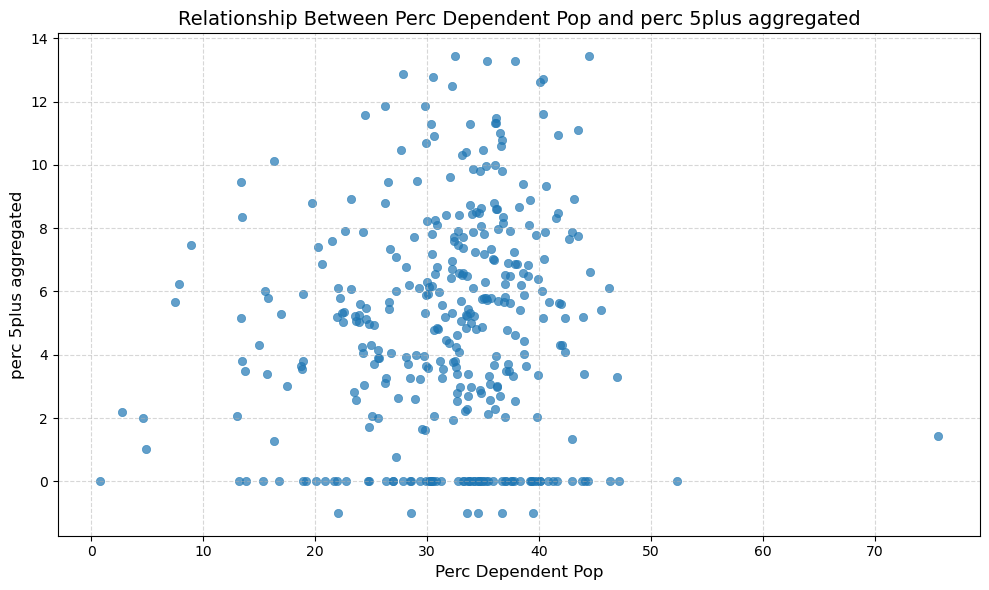 Relationship Between Perc Dependent Pop and perc 5plus aggregated
perc 5plus aggregated
14
12
10
8
6
4
2
0
0 10 20 30 40 50 60 70
Perc Dependent Pop